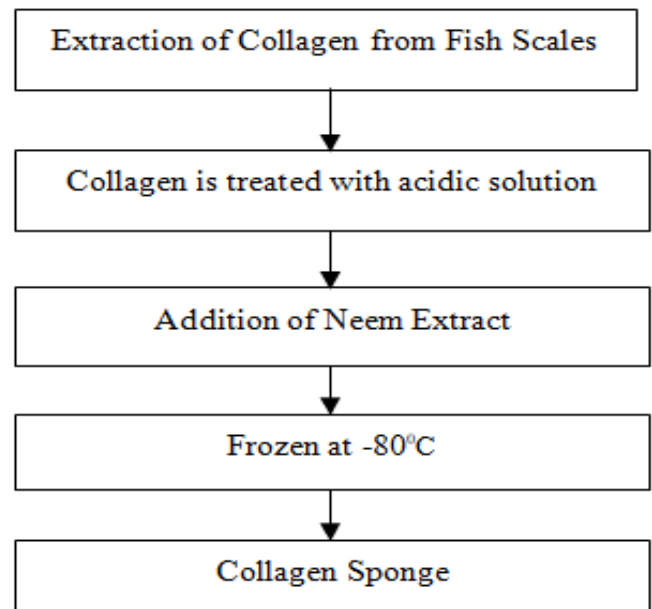 Extraction of Collagen from Fish Scales
Collagen is treated with acidic solution
Addition of Neem Extract
Frozen at -80⁰C
Collagen Sponge